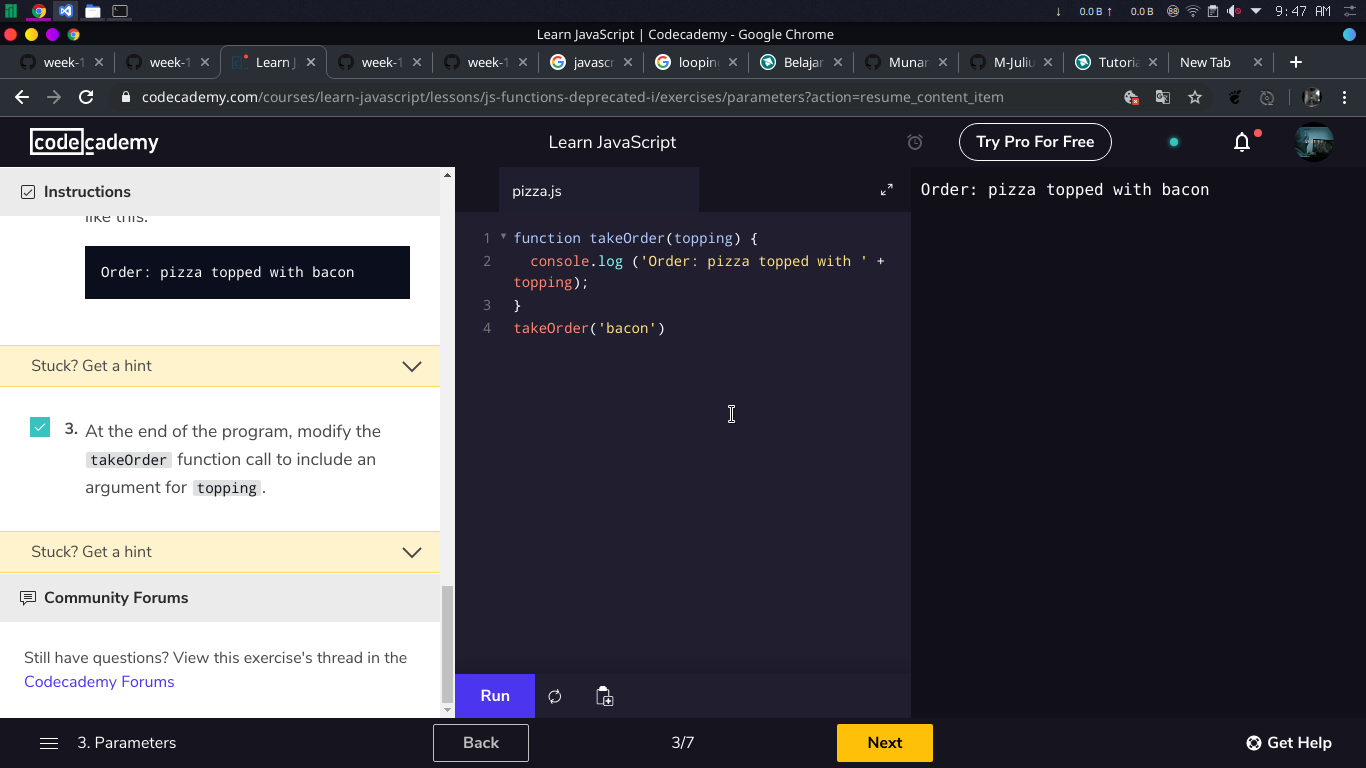 0.0 B
0.0 B
9:47 AM
Learn JavaScript | Codecademy - Google Chrome
week-1
week-1
Learn J
week-1
week-1
javascr
looping
Belajar
Munar
M-Juliu
Tutoria
New Tab
codecademy.com/courses/learn-javascript/lessons/js-functions-deprecated-i/exercises/parameters?action=resume_content_item
codecademy
Learn JavaScript
Try Pro For Free
Instructions
like this:
Order: pizza topped with bacon
Stuck? Get a hint
3. At the end of the program, modify the
takeOrder function call to include an
argument for topping.
Stuck? Get a hint
Community Forums
Still have questions? View this exercise's thread in the
Codecademy Forums
pizza.js
1 function takeOrder(topping) {
2 console.log ('Order: pizza topped with ' +
topping);
3 }
4 takeOrder('bacon')
Run
Order: pizza topped with bacon
3. Parameters
Back
3/7
Next
Get Help